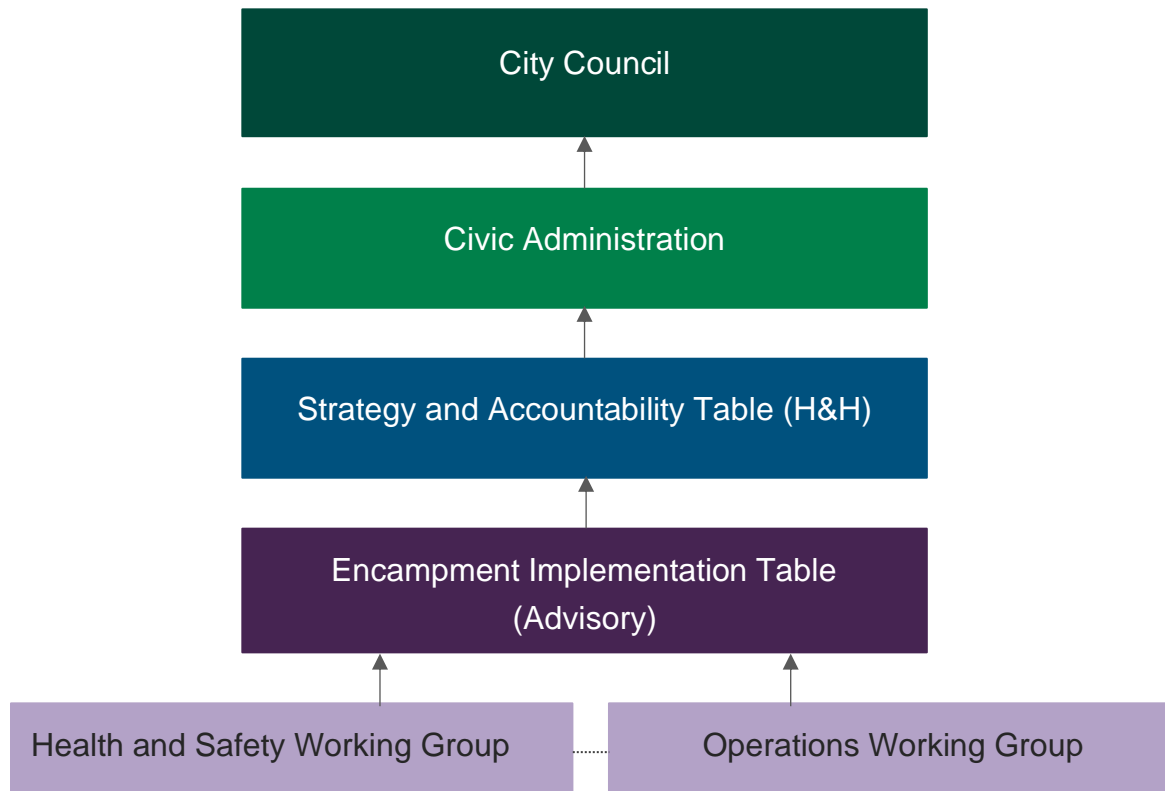 City Council
Civic Administration
Strategy and Accountability Table (H&H)
Encampment Implementation Table
(Advisory)
Health and Safety Working Group
Operations Working Group